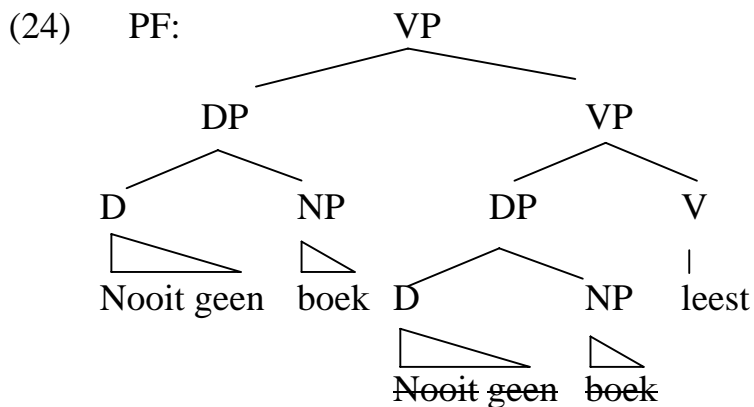 (24) PF: VP
DP VP
D NP DP V
Nooit geen boek D NP leest
Nooit geen boek